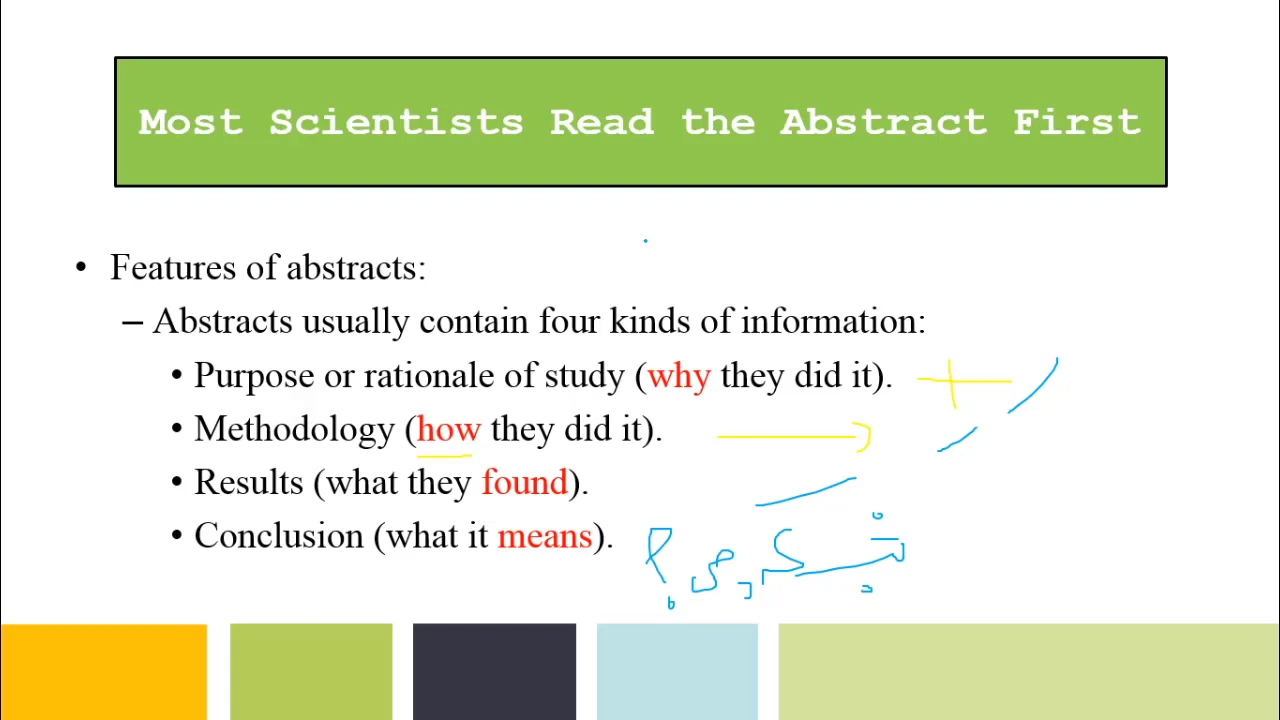 Most Scientists Read the Abstract First
• Features of abstracts:
– Abstracts usually contain four kinds of information:
• Purpose or rationale of study (why they did it).
• Methodology (how they did it).
• Results (what they found).
• Conclusion (what it means).